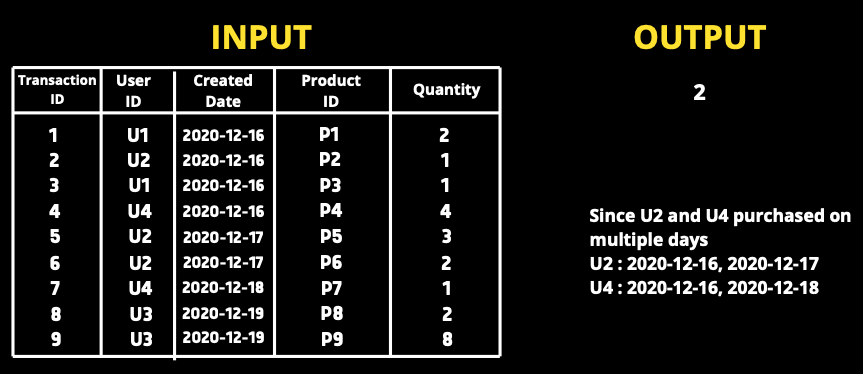 INPUT
OUTPUT
Transaction ID User ID Created Date Product ID Quantity
1 U1 2020-12-16 P1 2
2 U2 2020-12-16 P2 1
3 U1 2020-12-16 P3 1
4 U4 2020-12-16 P4 4
5 U2 2020-12-17 P5 3
6 U2 2020-12-17 P6 2
7 U4 2020-12-18 P7 1
8 U3 2020-12-19 P8 2
9 U3 2020-12-19 P9 8
2
Since U2 and U4 purchased on
multiple days
U2 : 2020-12-16, 2020-12-17
U4 : 2020-12-16, 2020-12-18